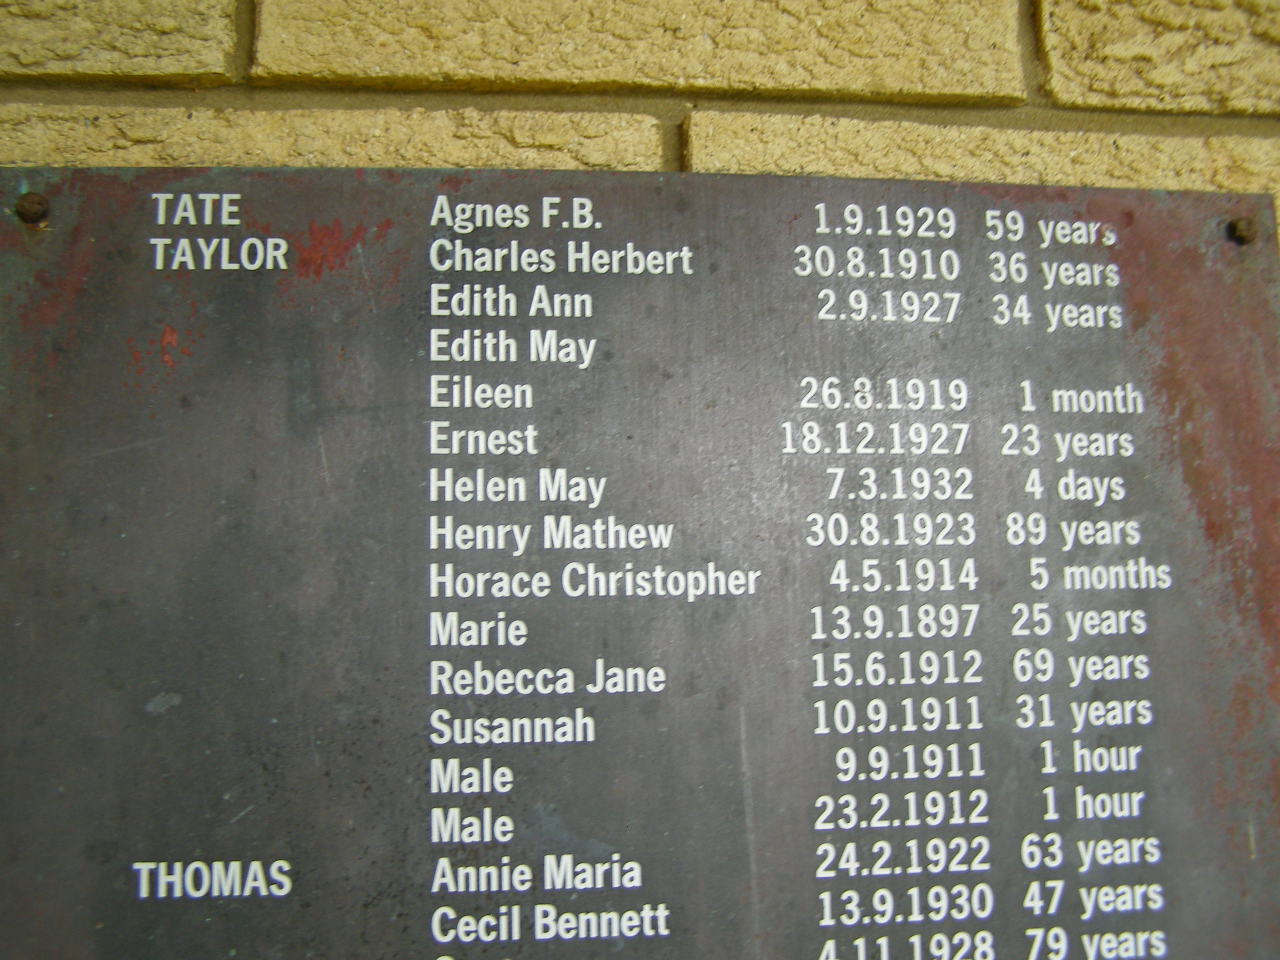 TATE Agnes F.B. 1.9.1929 59 years
TAYLOR Charles Herbert 30.8.1910 36 years
Edith Ann 2.9.1927 34 years
Edith May
Eileen 26.8.1919 1 month
Ernest 18.12.1927 23 years
Helen May 7.3.1932 4 days
Henry Mathew 30.8.1923 89 years
Horace Christopher 4.5.1914 5 months
Marie 13.9.1897 25 years
Rebecca Jane 15.6.1912 69 years
Susannah 10.9.1911 31 years
Male 9.9.1911 1 hour
Male 23.2.1912 1 hour
THOMAS Annie Maria 24.2.1922 63 years
Cecil Bennett 13.9.1930 47 years
4.11.1928 79 years